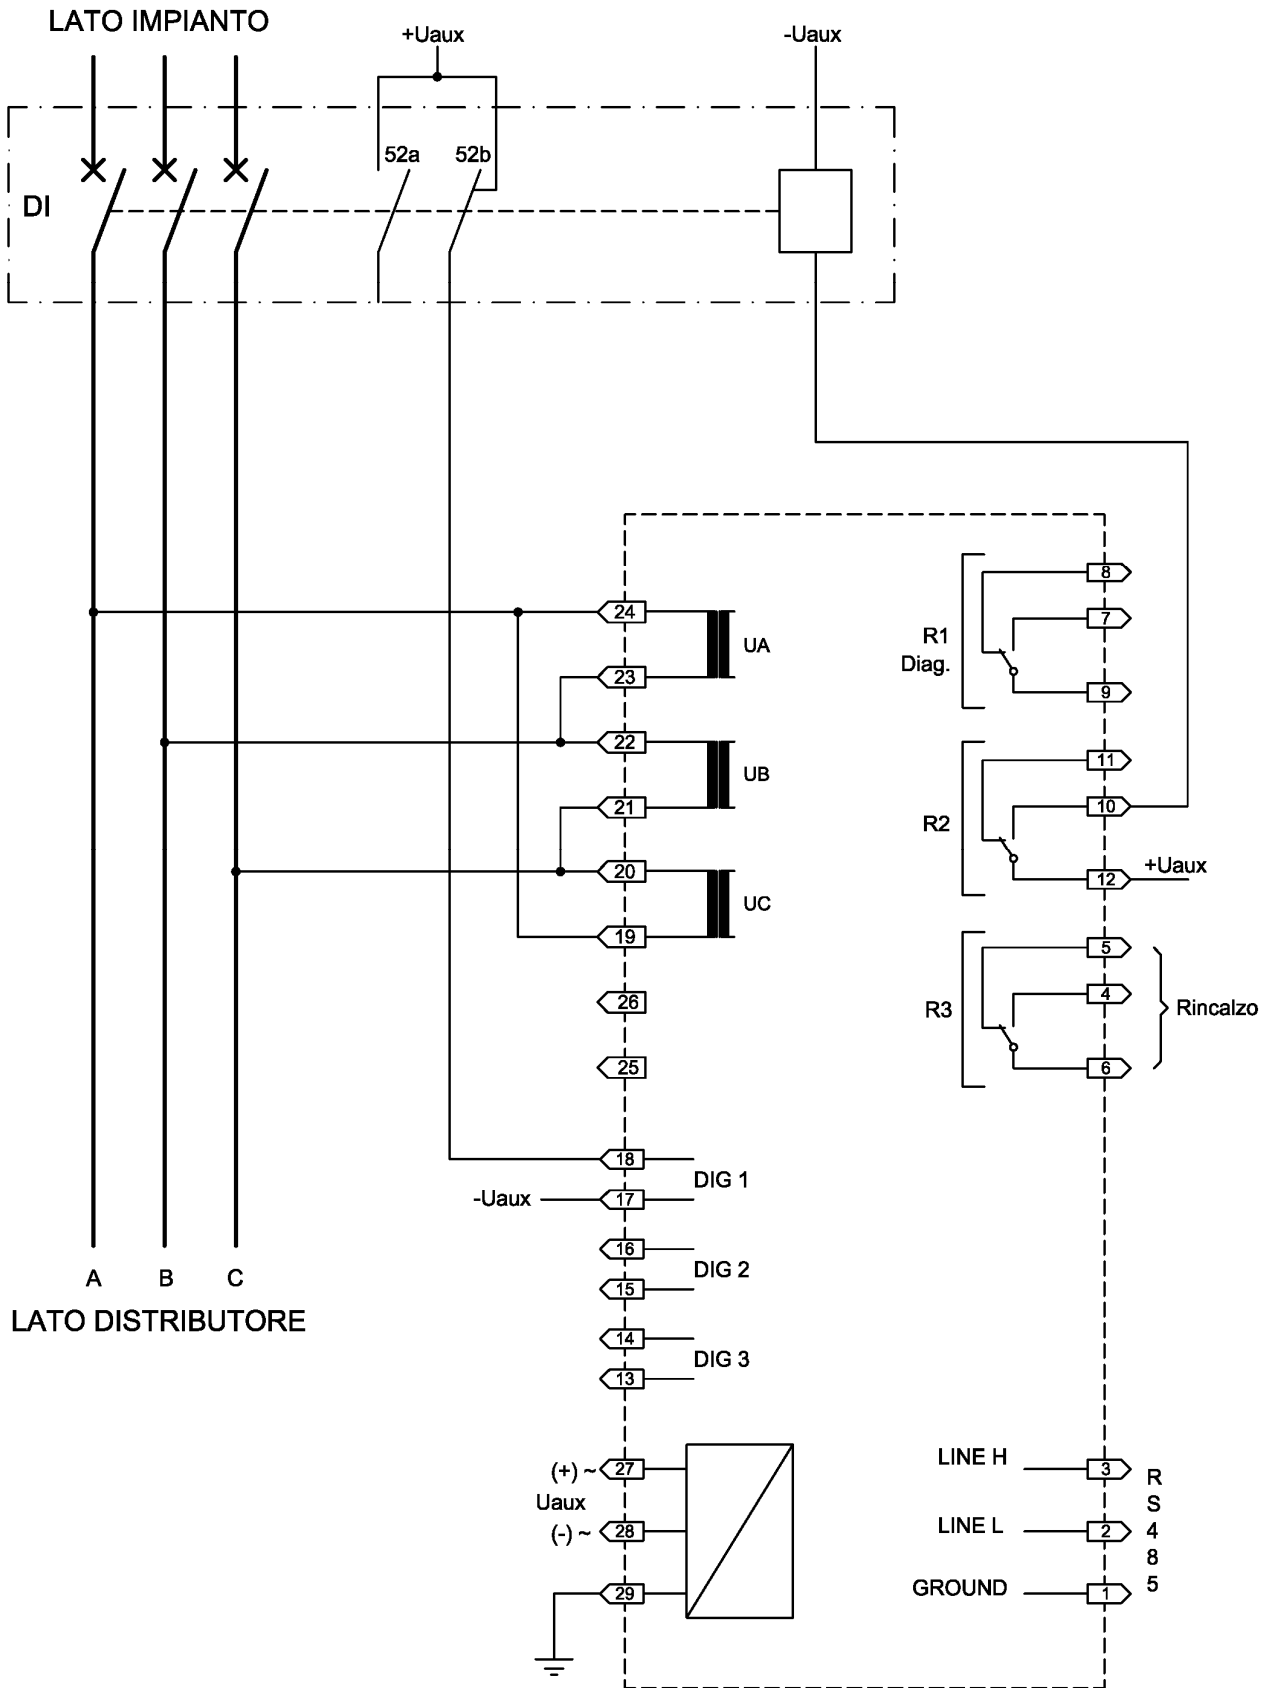 LATO IMPIANTO
+Uaux
-Uaux
52a
52b
DI
8
24
UA
R1
7
Diag.
23
9
22
11
UB
R2
10
21
+Uaux
20
12
UC
19
5
26
R3
4
Rincalzo
25
6
18
DIG 1
-Uaux
17
16
DIG 2
15
A B C
LATO DISTRIBUTORE
14
DIG 3
13
LINE H
(+) ~
27
3
Uaux
(-) ~
28
LINE L
2
29
GROUND
1
R
S
4
8
5